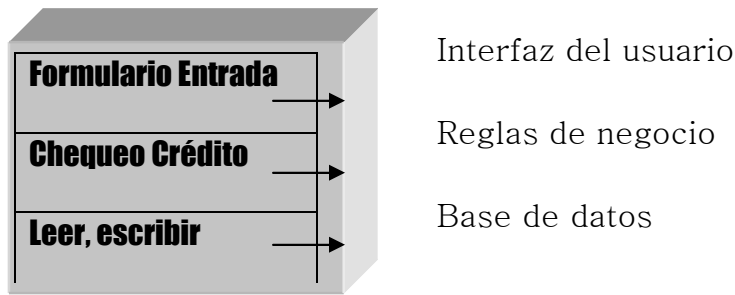 Formulario Entrada
Interfaz del usuario
Chequeo Crédito
Reglas de negocio
Leer, escribir
Base de datos